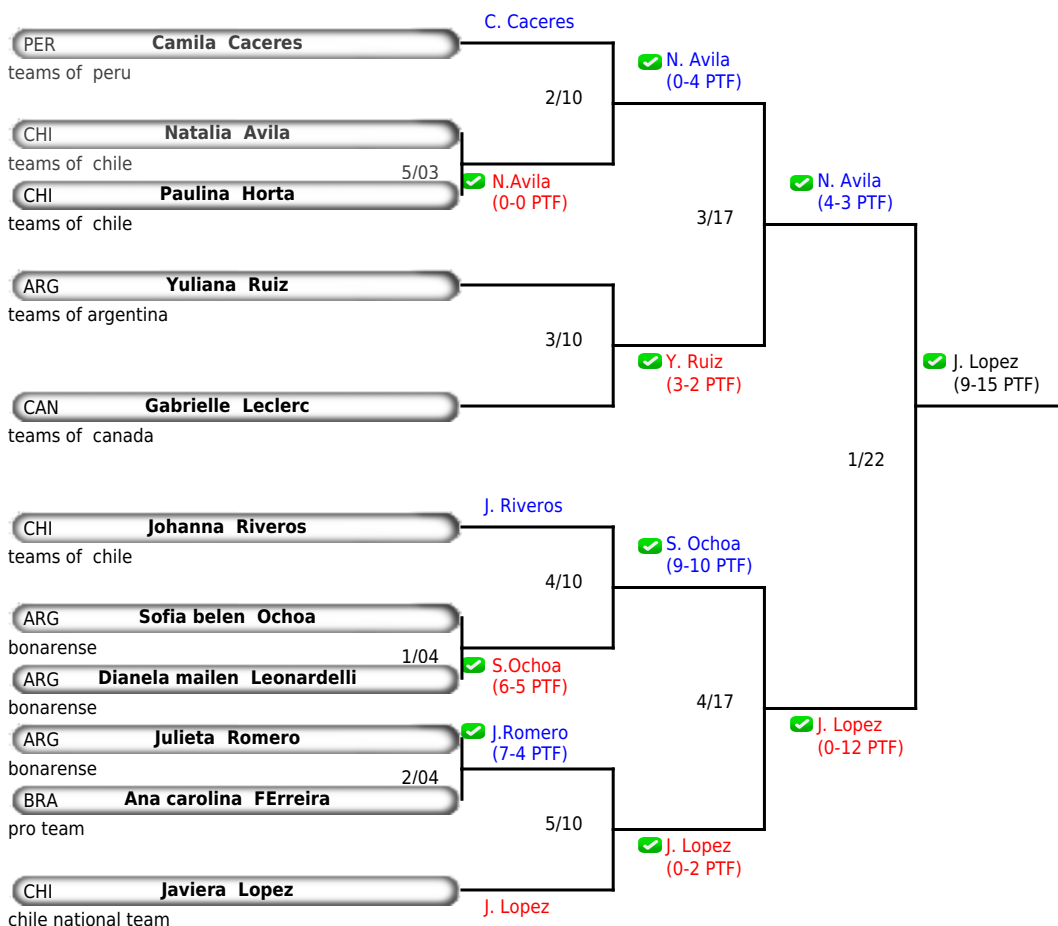 C. Caceres
PER Camila Caceres
teams of peru
N. Avila
(0-4 PTF)
2/10
CHI Natalia Avila
teams of chile
5/03
CHI Paulina Horta
teams of chile
N.Avila
(0-0 PTF)
N. Avila
(4-3 PTF)
3/17
ARG Yuliana Ruiz
teams of argentina
3/10
Y. Ruiz
(3-2 PTF)
J. Lopez
(9-15 PTF)
CAN Gabrielle Leclerc
teams of canada
1/22
J. Riveros
CHI Johanna Riveros
teams of chile
S. Ochoa
(9-10 PTF)
4/10
ARG Sofia belen Ochoa
bonarense
1/04
ARG Dianela mailen Leonardelli
bonarense
S.Ochoa
(6-5 PTF)
4/17
ARG Julieta Romero
bonarense
J.Romero
(7-4 PTF)
J. Lopez
(0-12 PTF)
2/04
BRA Ana carolina FErreira
pro team
5/10
J. Lopez
(0-2 PTF)
CHI Javiera Lopez
chile national team
J. Lopez